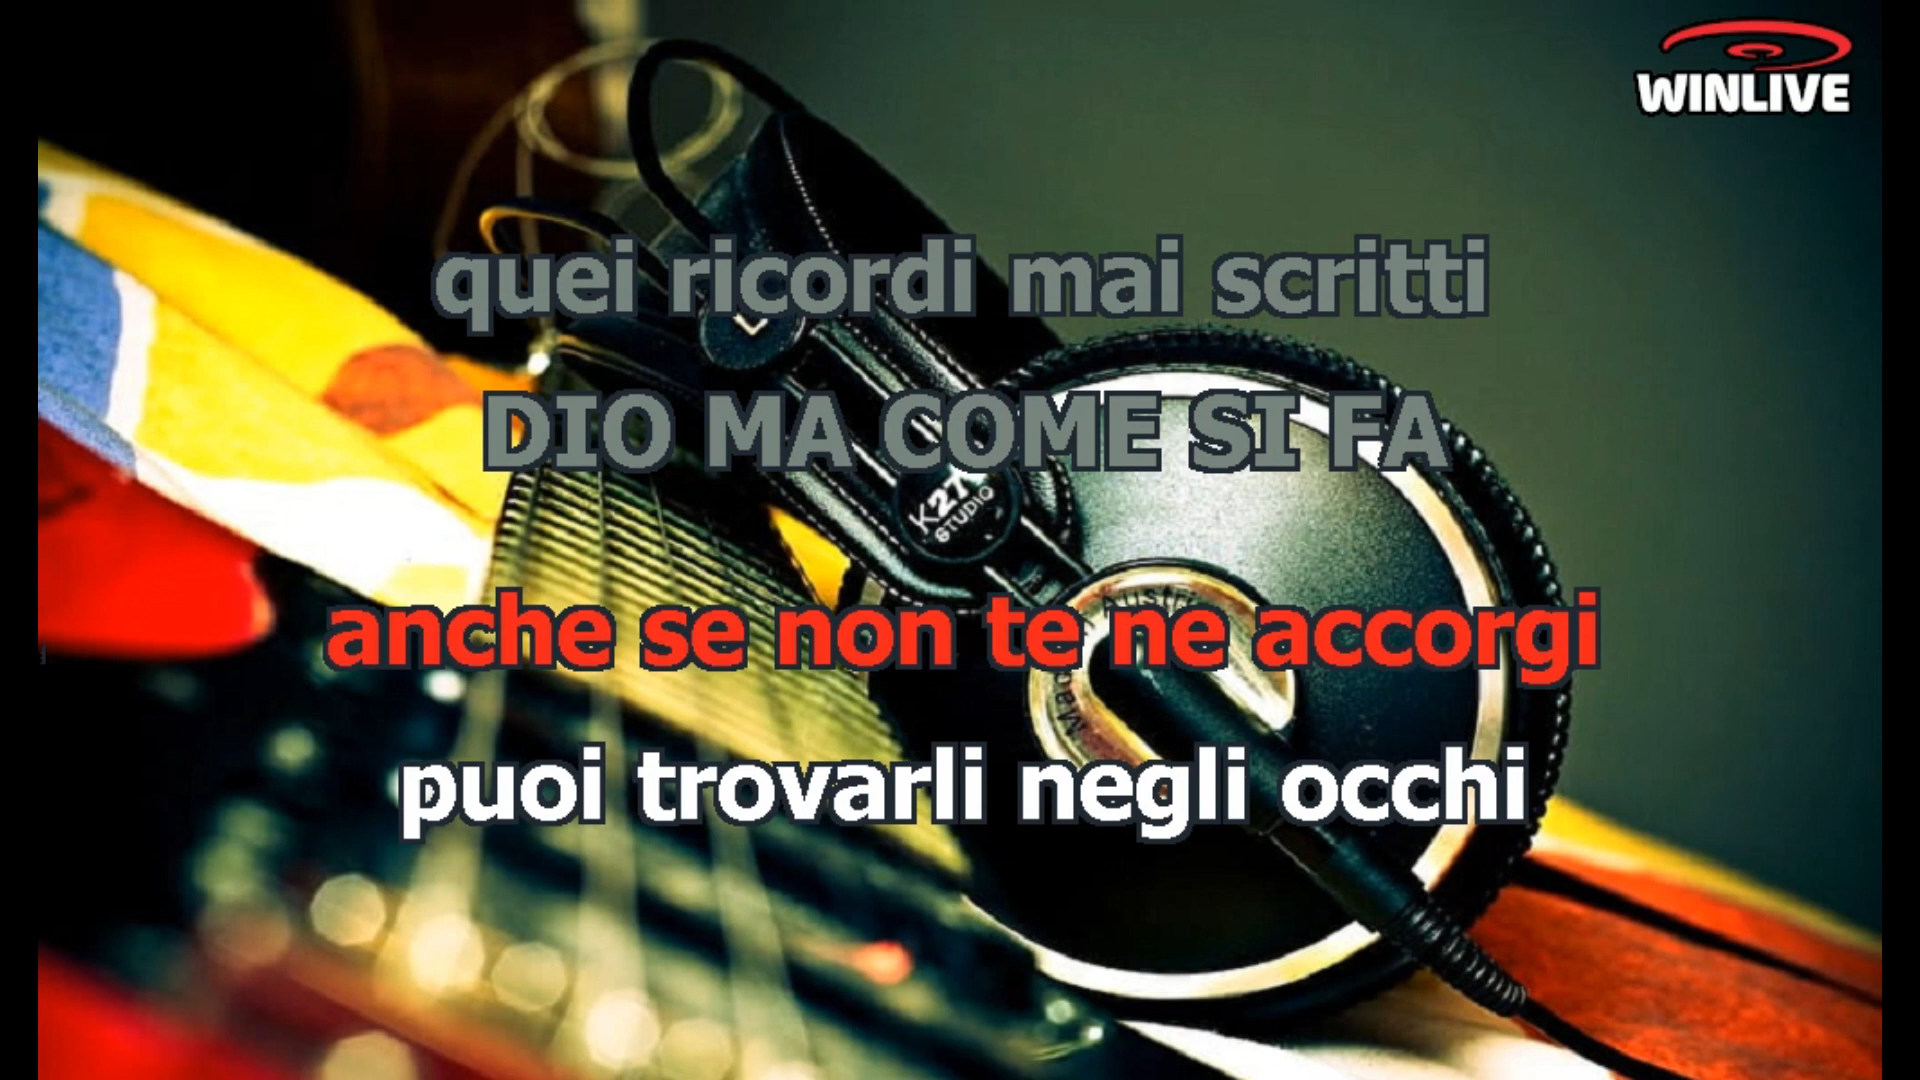 WINLIVE
quei ricordi mai scritti
DIO MA COME SI FA
K27
STUDIO
anche se non te ne accorgi
puoi trovarli negli occhi